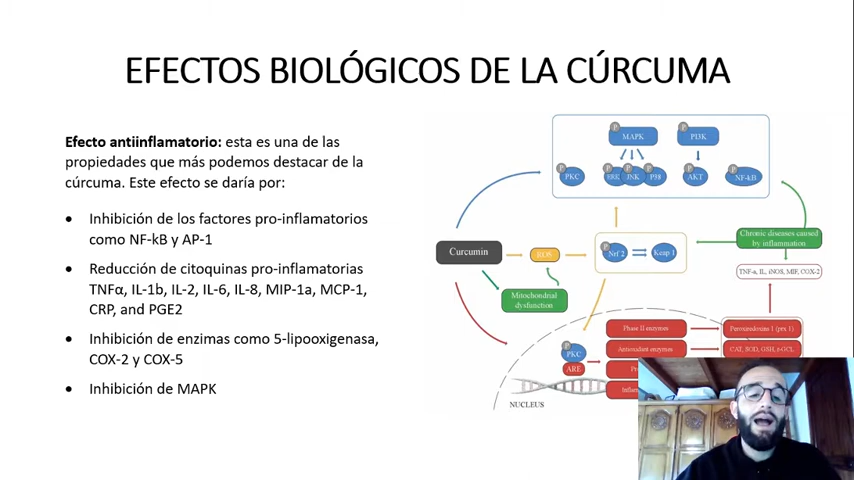 EFECTOS BIOLÓGICOS DE LA CÚRCUMA
Efecto antiinflamatorio: esta es una de las
propiedades que más podemos destacar de la
cúrcuma. Este efecto se daría por:
• Inhibición de los factores pro-inflamatorios
como NF-kB y AP-1
• Reducción de citoquinas pro-inflamatorias
TNFα, IL-1b, IL-2, IL-6, IL-8, MIP-1a, MCP-1,
CRP, and PGE2
• Inhibición de enzimas como 5-lipooxigenasa,
COX-2 y COX-5
• Inhibición de MAPK
P
MAPK
P
PI3K
P
PKC
P
JNK
P
P38
P
AKT
P
NF-kB
Curcumin
ROS
P
Nrf 2
Keap 1
Chronic diseases caused
by inflammation
TNF-α, IL, iNOS, MIF, COX-2
Mitochondrial
dysfunction
P
PKC
ARE
Phase II enzymes
Peroxiredoxins 1 (prx 1)
Antioxidant enzymes
CAT, SOD, GSH, r-GCL
NUCLEUS